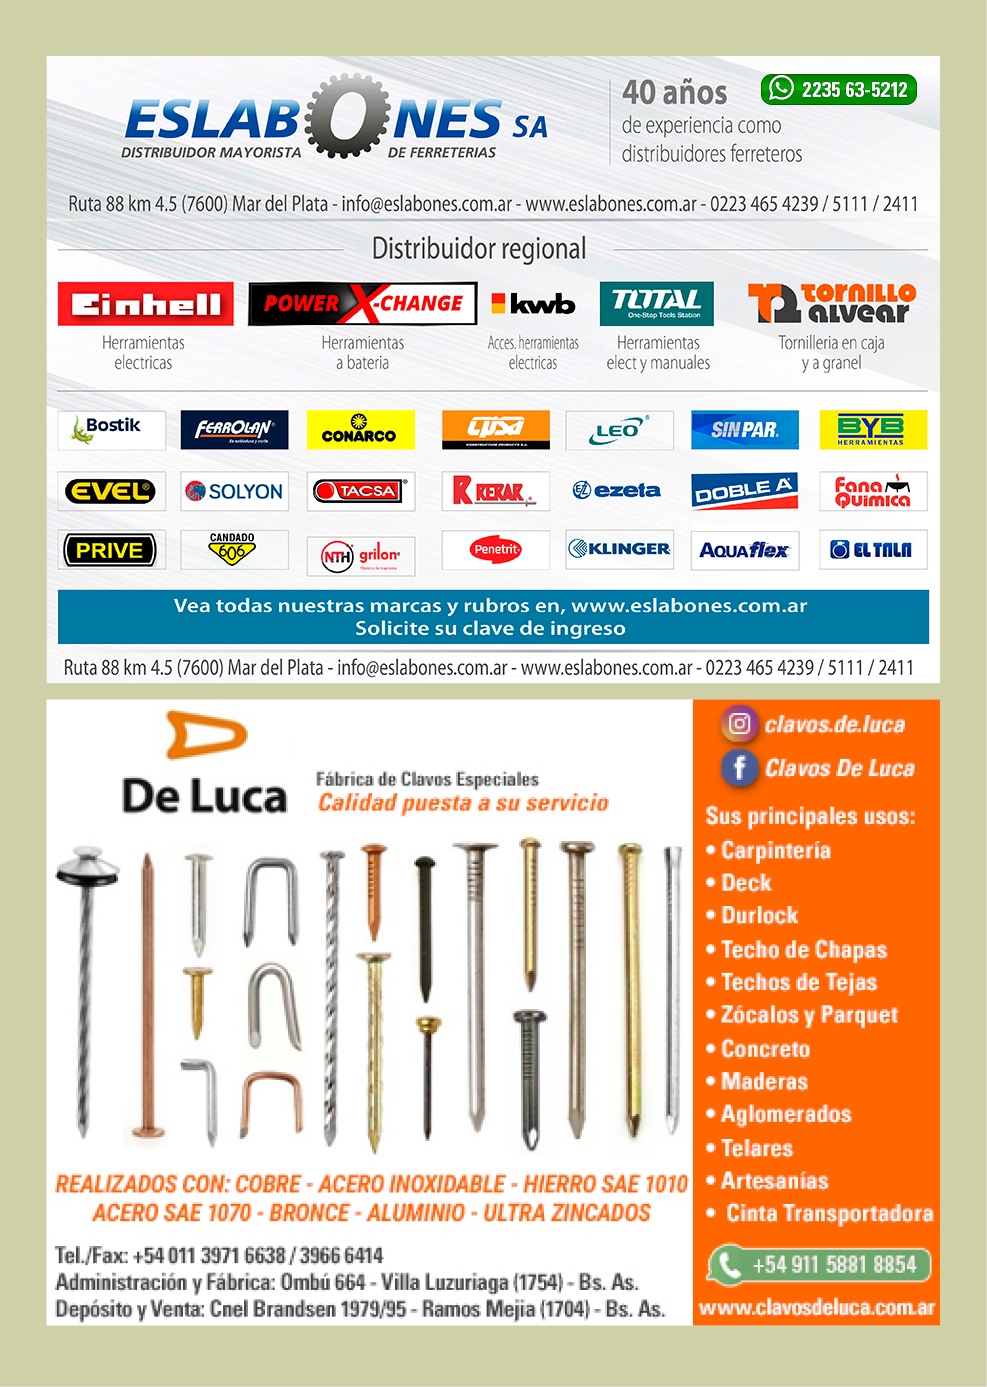 ESLABONES SA
DISTRIBUIDOR MAYORISTA DE FERRETERIAS
40 años
de experiencia como
distribuidores ferreteros
2235 63-5212
Ruta 88 km 4.5 (7600) Mar del Plata - info@eslabones.com.ar - www.eslabones.com.ar - 0223 465 4239 / 5111 / 2411
Distribuidor regional
Einhell
POWER X-CHANGE
kwb
TOTAL
One-Stop Tools Station
TORNILLO
alvear
Herramientas
electricas
Herramientas
a bateria
Acces. herramientas
electricas
Herramientas
elect y manuales
Tornilleria en caja
y a granel
Bostik
FERROLAN
En soldadura y corte
CONARCO
CPSA
CONSTRUCTION PRODUCTS S.A.
LEO®
SINPAR®
BYB
HERRAMIENTAS
EVEL®
SOLYON
TACSA®
R KERAK
EZ ezeta
DOBLE A
Fana
Quimica
PRIVE
CANDADO
606
NTH grilon
Penetrit
KLINGER
AQUAflex
EL TALA
Vea todas nuestras marcas y rubros en, www.eslabones.com.ar
Solicite su clave de ingreso
Ruta 88 km 4.5 (7600) Mar del Plata - info@eslabones.com.ar - www.eslabones.com.ar - 0223 465 4239 / 5111 / 2411
De Luca
Fábrica de Clavos Especiales
Calidad puesta a su servicio
REALIZADOS CON: COBRE - ACERO INOXIDABLE - HIERRO SAE 1010
ACERO SAE 1070 - BRONCE - ALUMINIO - ULTRA ZINCADOS
Tel./Fax: +54 011 3971 6638 / 3966 6414
Administración y Fábrica: Ombú 664 - Villa Luzuriaga (1754) - Bs. As.
Depósito y Venta: Cnel Brandsen 1979/95 - Ramos Mejia (1704) - Bs. As.
clavos.de.luca
Clavos De Luca
Sus principales usos:
• Carpintería
• Deck
• Durlock
• Techo de Chapas
• Techos de Tejas
• Zócalos y Parquet
• Concreto
• Maderas
• Aglomerados
• Telares
• Artesanías
• Cinta Transportadora
+54 911 5881 8854
www.clavosdeluca.com.ar